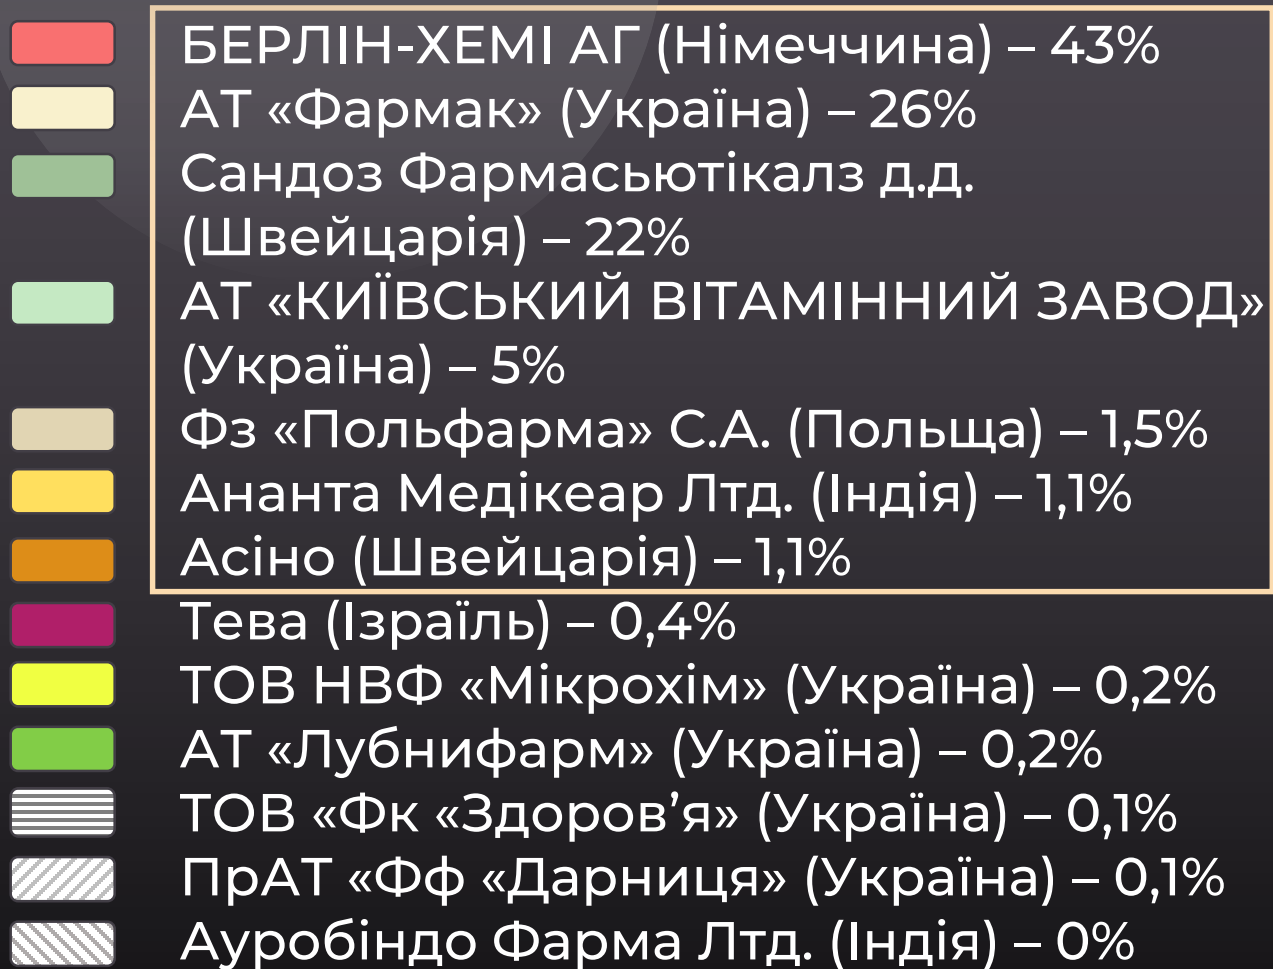 БЕРЛІН-ХЕМІ АГ (Німеччина) – 43%
АТ «Фармак» (Україна) – 26%
Сандоз Фармасьютікалз д.д.
(Швейцарія) – 22%
АТ «КИЇВСЬКИЙ ВІТАМІННИЙ ЗАВОД»
(Україна) – 5%
Фз «Польфарма» С.А. (Польща) – 1,5%
Ананта Медікеар Лтд. (Індія) – 1,1%
Асіно (Швейцарія) – 1,1%
Тева (Ізраїль) – 0,4%
ТОВ НВФ «Мікрохім» (Україна) – 0,2%
АТ «Лубнифарм» (Україна) – 0,2%
ТОВ «Фк «Здоров’я» (Україна) – 0,1%
ПрАТ «Фф «Дарниця» (Україна) – 0,1%
Ауробіндо Фарма Лтд. (Індія) – 0%